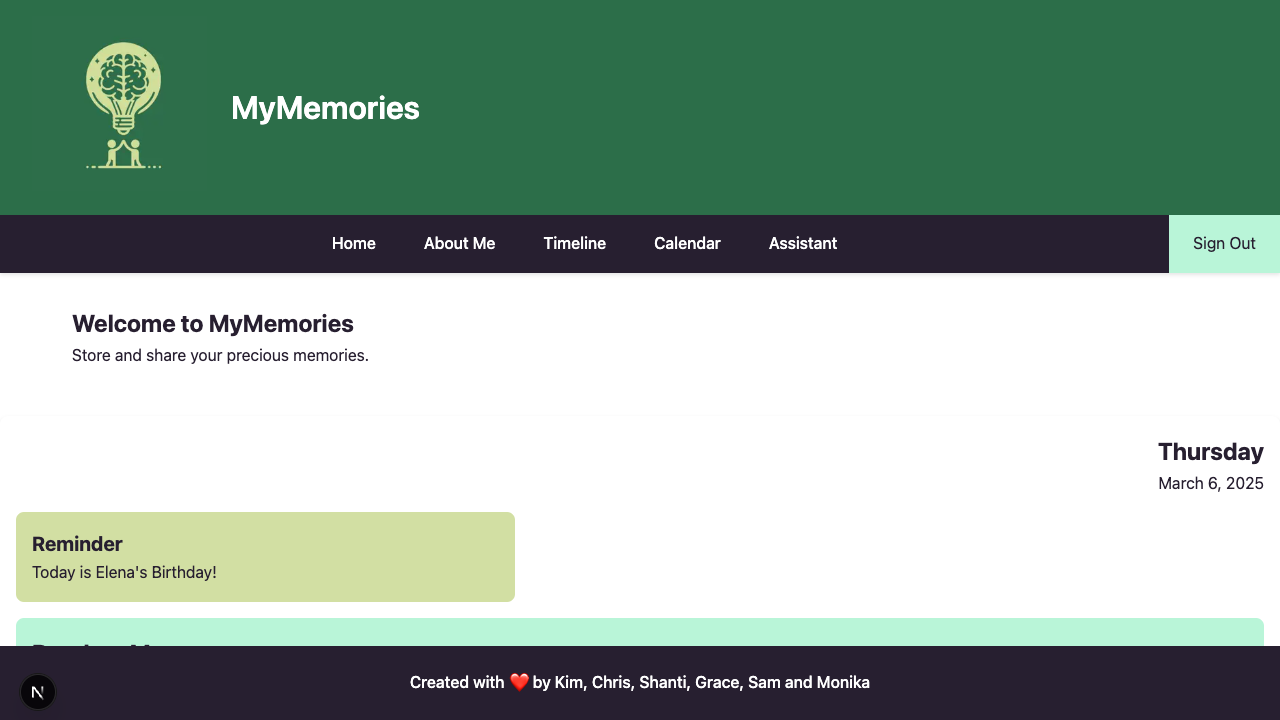 MyMemories
Home About Me Timeline Calendar Assistant Sign Out
Welcome to MyMemories
Store and share your precious memories.
Thursday
March 6, 2025
Reminder
Today is Elena's Birthday!
Created with ❤️ by Kim, Chris, Shanti, Grace, Sam and Monika
N